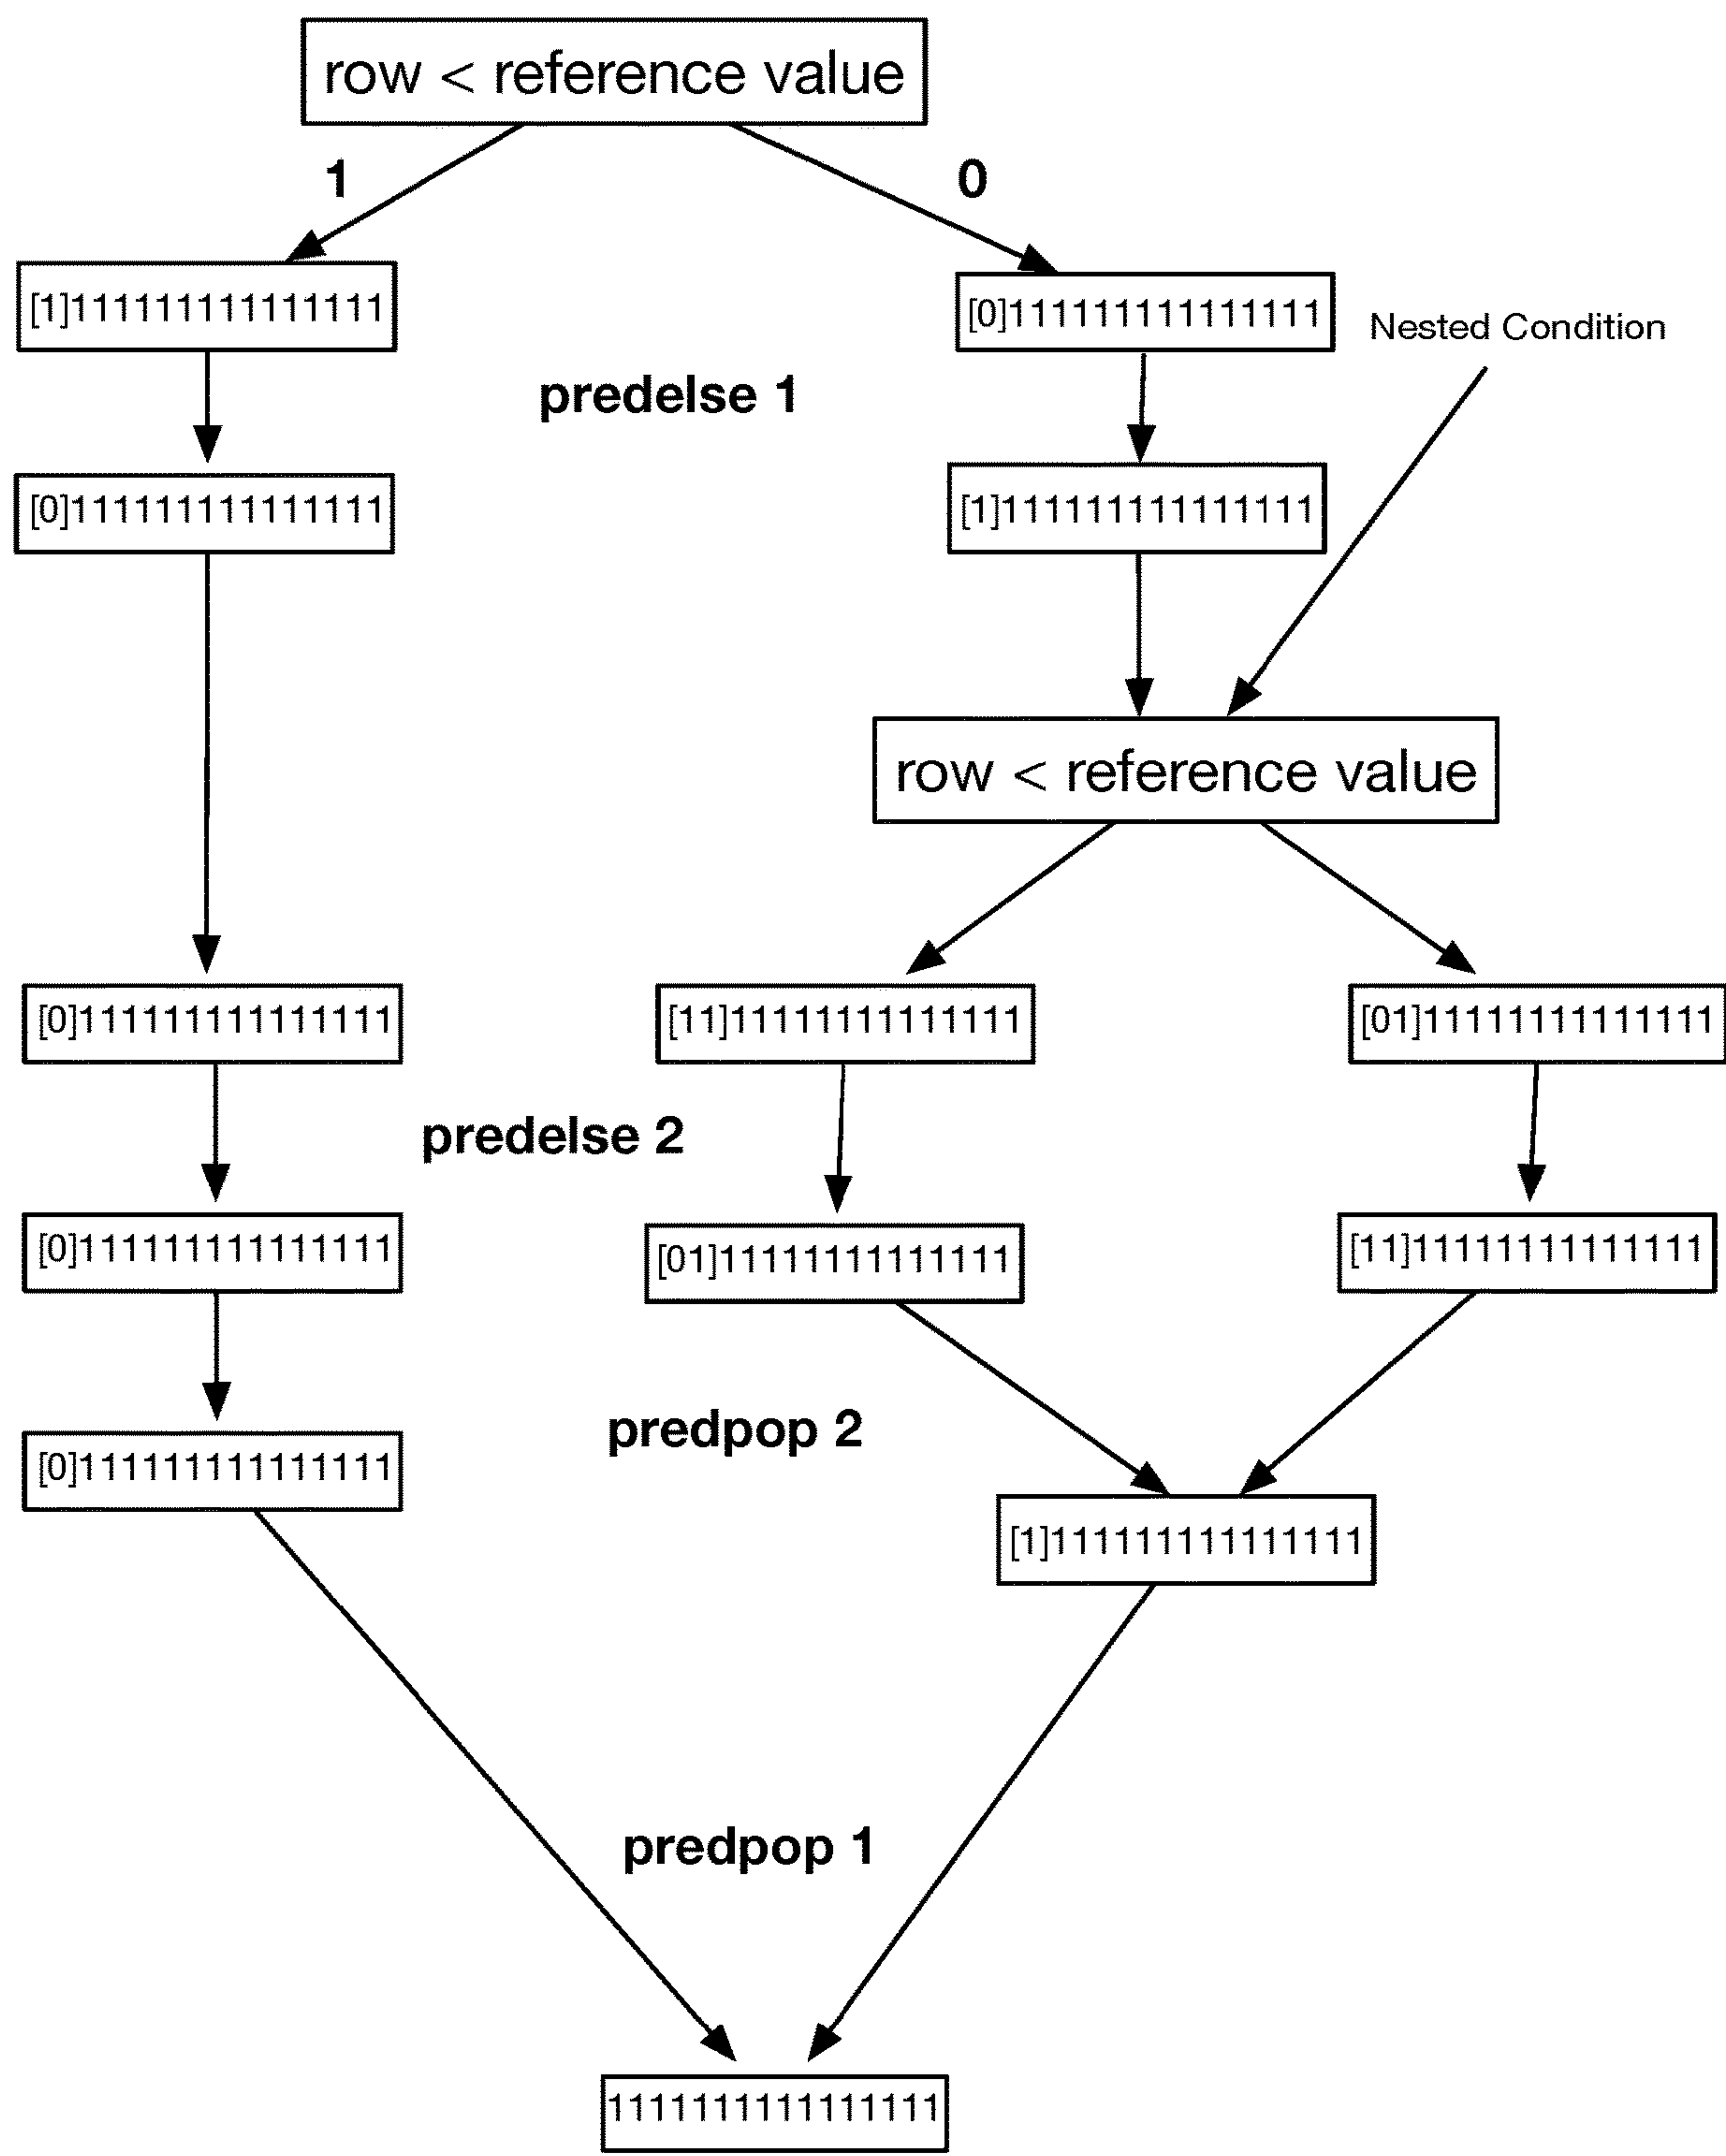 row < reference value
1
0
[1]111111111111111
[0]111111111111111
Nested Condition
predelse 1
[0]111111111111111
[1]111111111111111
row < reference value
[0]111111111111111
[11]11111111111111
[01]11111111111111
predelse 2
[0]111111111111111
[01]11111111111111
[11]11111111111111
predpop 2
[0]111111111111111
[1]111111111111111
predpop 1
1111111111111111